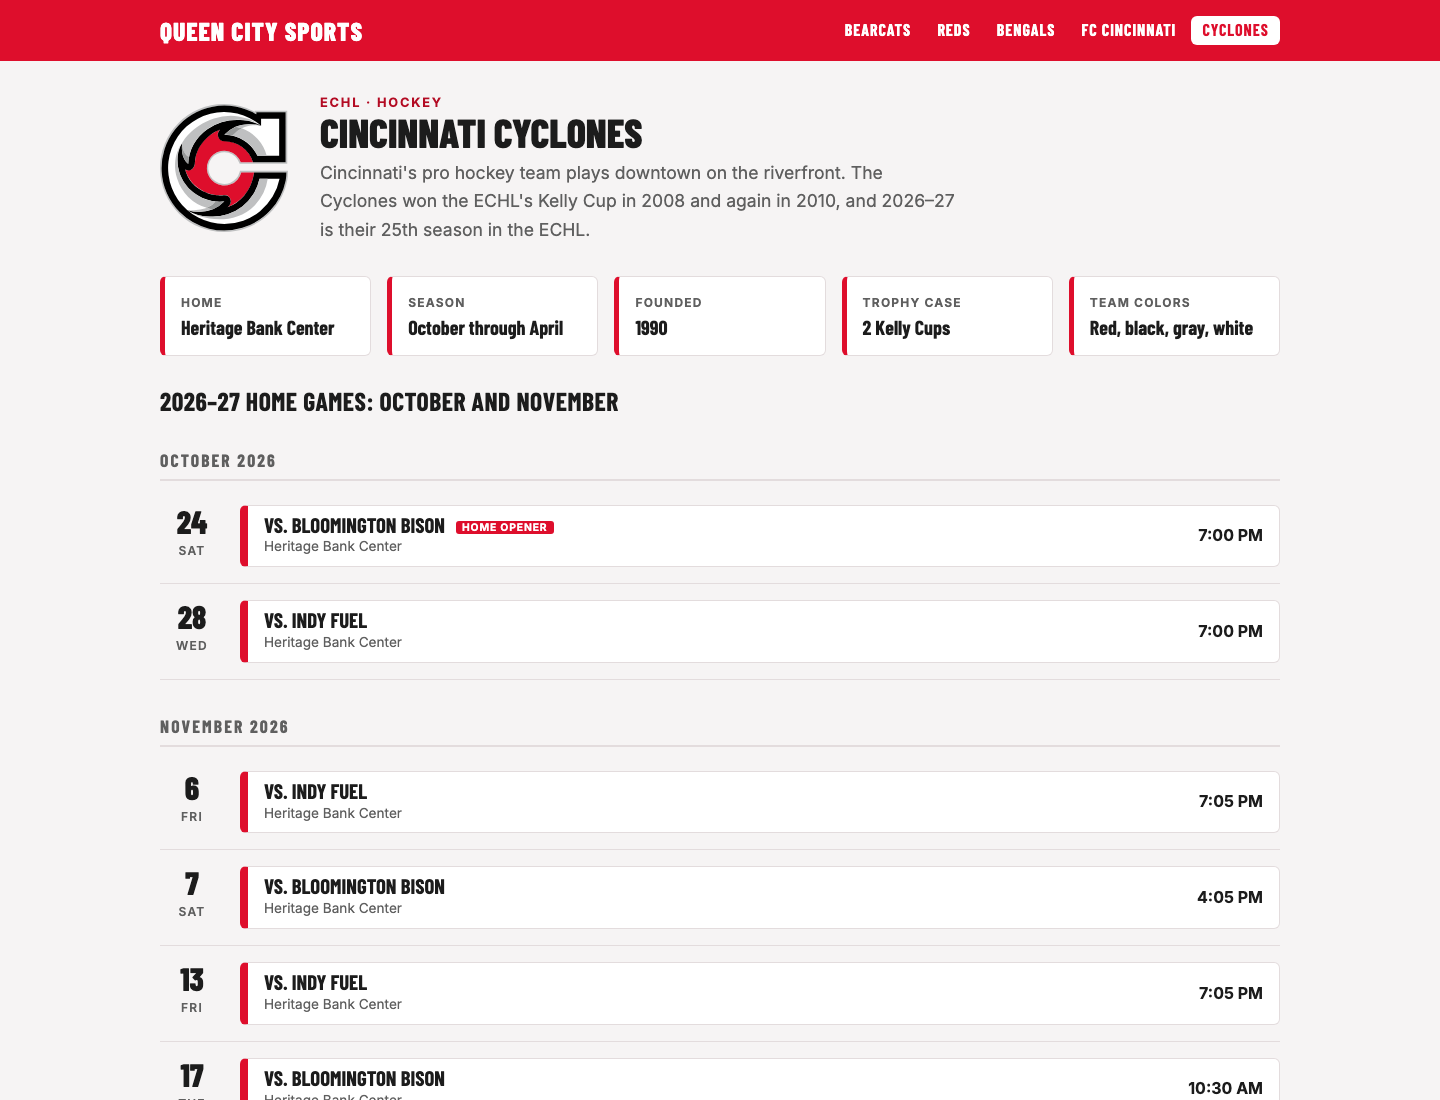 QUEEN CITY SPORTS
BEARCATS REDS BENGALS FC CINCINNATI CYCLONES
ECHL · HOCKEY
CINCINNATI CYCLONES
Cincinnati's pro hockey team plays downtown on the riverfront. The
Cyclones won the ECHL's Kelly Cup in 2008 and again in 2010, and 2026–27
is their 25th season in the ECHL.
HOME
Heritage Bank Center
SEASON
October through April
FOUNDED
1990
TROPHY CASE
2 Kelly Cups
TEAM COLORS
Red, black, gray, white
2026–27 HOME GAMES: OCTOBER AND NOVEMBER
OCTOBER 2026
24
SAT
VS. BLOOMINGTON BISON HOME OPENER
Heritage Bank Center
7:00 PM
28
WED
VS. INDY FUEL
Heritage Bank Center
7:00 PM
NOVEMBER 2026
6
FRI
VS. INDY FUEL
Heritage Bank Center
7:05 PM
7
SAT
VS. BLOOMINGTON BISON
Heritage Bank Center
4:05 PM
13
FRI
VS. INDY FUEL
Heritage Bank Center
7:05 PM
17
VS. BLOOMINGTON BISON
Heritage Bank Center
10:30 AM